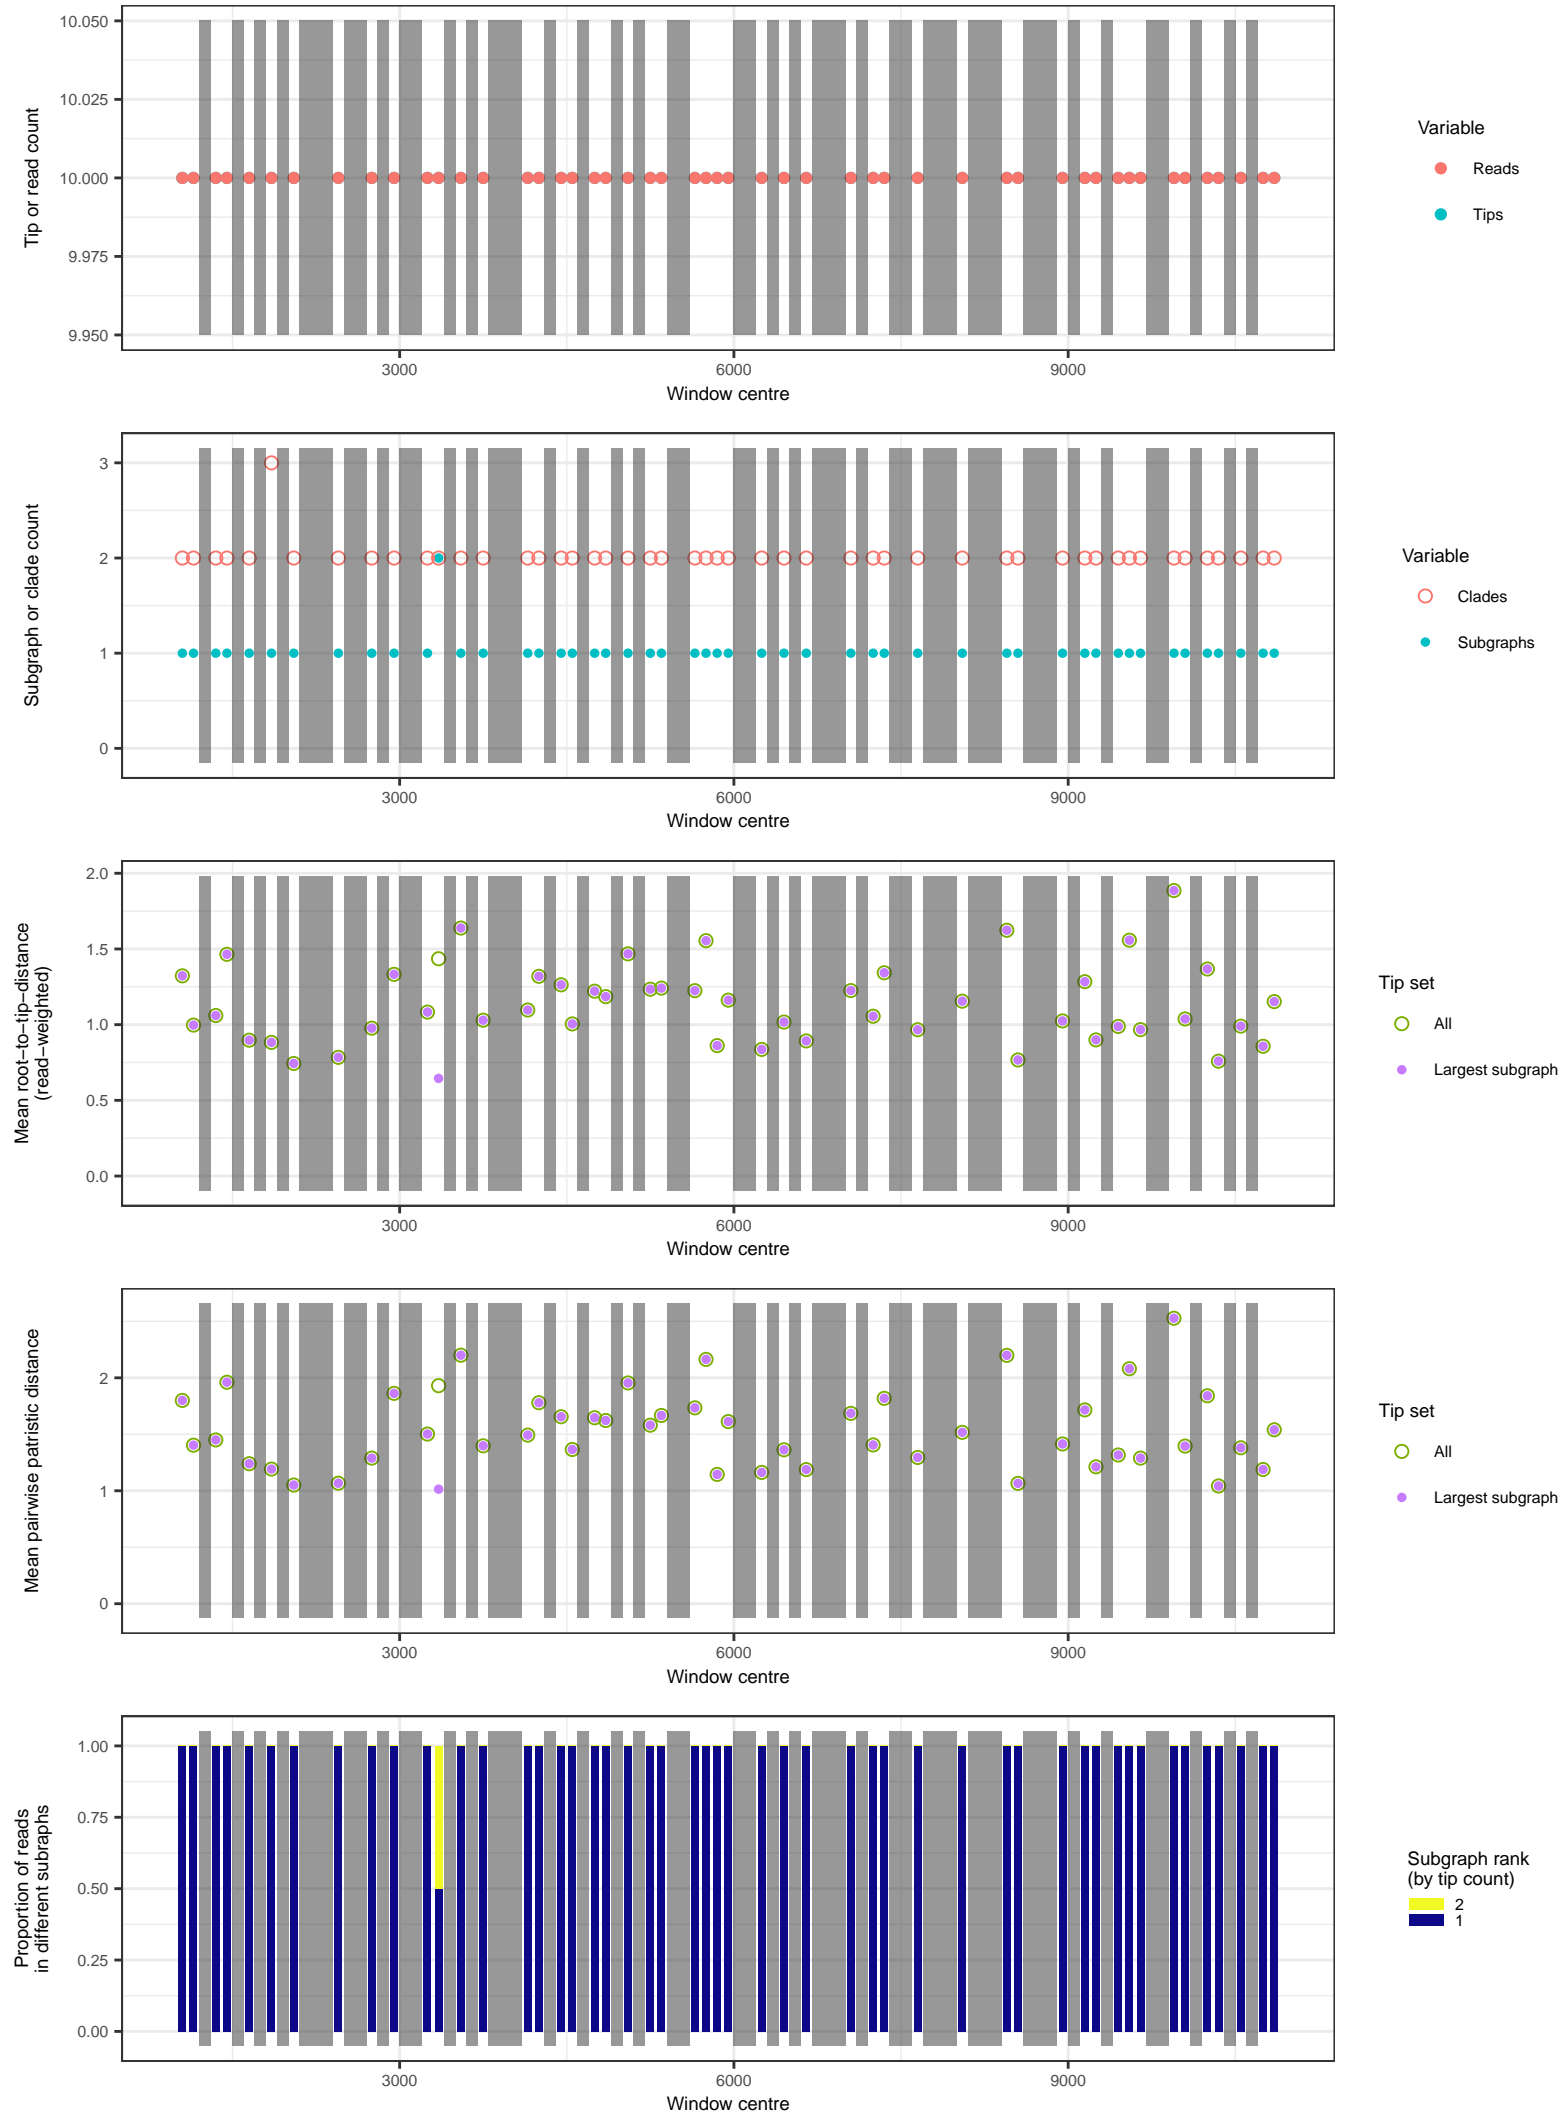 10.050
10.025
10.000
9.975
9.950
Tip or read count
3000 6000 9000
Window centre
Variable
Reads
Tips
3
2
1
0
Subgraph or clade count
3000 6000 9000
Window centre
Variable
Clades
Subgraphs
2.0
1.5
1.0
0.5
0.0
Mean root−to−tip−distance
(read−weighted)
3000 6000 9000
Window centre
Tip set
All
Largest subgraph
2
1
0
Mean pairwise patristic distance
3000 6000 9000
Window centre
Tip set
All
Largest subgraph
1.00
0.75
0.50
0.25
0.00
Proportion of reads
in different subraphs
3000 6000 9000
Window centre
Subgraph rank
(by tip count)
2
1